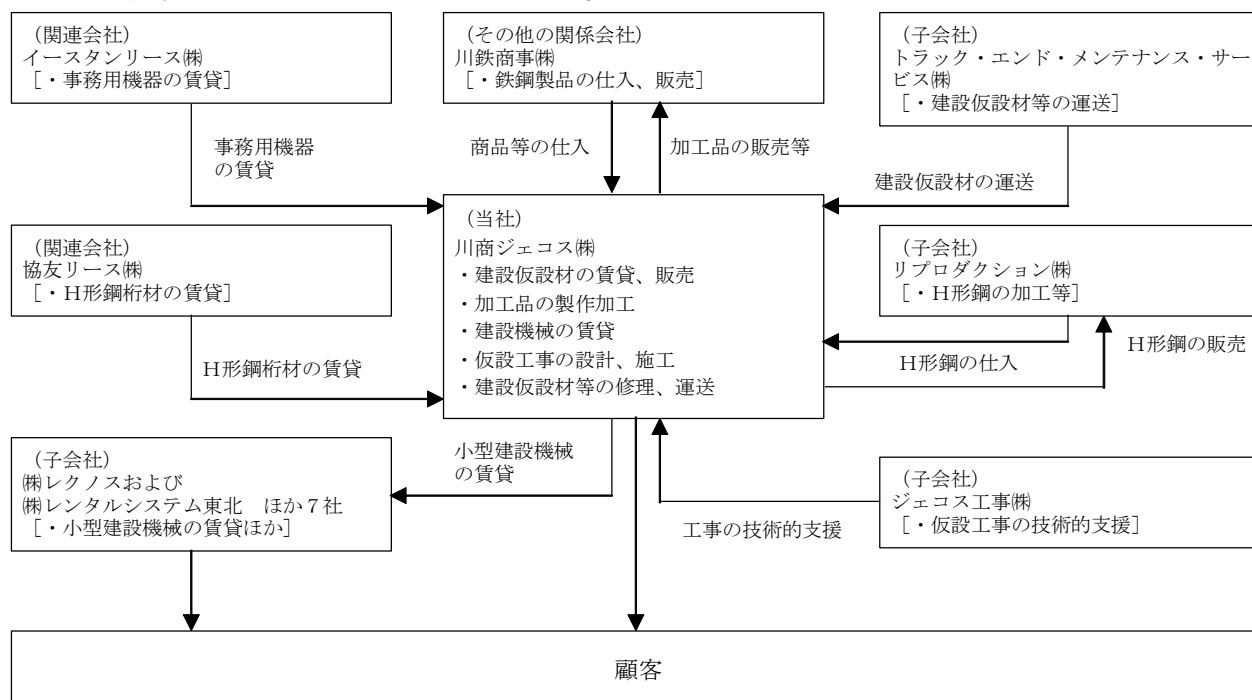 （関連会社）
イースタンリース㈱
［・事務用機器の賃貸］
（その他の関係会社）
川鉄商事㈱
［・鉄鋼製品の仕入、販売］
（子会社）
トラック・エンド・メンテナンス・サー
ビス㈱
［・建設仮設材等の運送］
事務用機器
の賃貸
商品等の仕入
加工品の販売等
建設仮設材の運送
（関連会社）
協友リース㈱
［・Ｈ形鋼桁材の賃貸］
（当社）
川商ジェコス㈱
・建設仮設材の賃貸、販売
・加工品の製作加工
・建設機械の賃貸
・仮設工事の設計、施工
・建設仮設材等の修理、運送
（子会社）
リプロダクション㈱
［・Ｈ形鋼の加工等］
Ｈ形鋼桁材の賃貸
Ｈ形鋼の仕入
Ｈ形鋼の販売
（子会社）
㈱レクノスおよび
㈱レンタルシステム東北　ほか７社
［・小型建設機械の賃貸ほか］
小型建設機械
の賃貸
工事の技術的支援
（子会社）
ジェコス工事㈱
［・仮設工事の技術的支援］
顧客